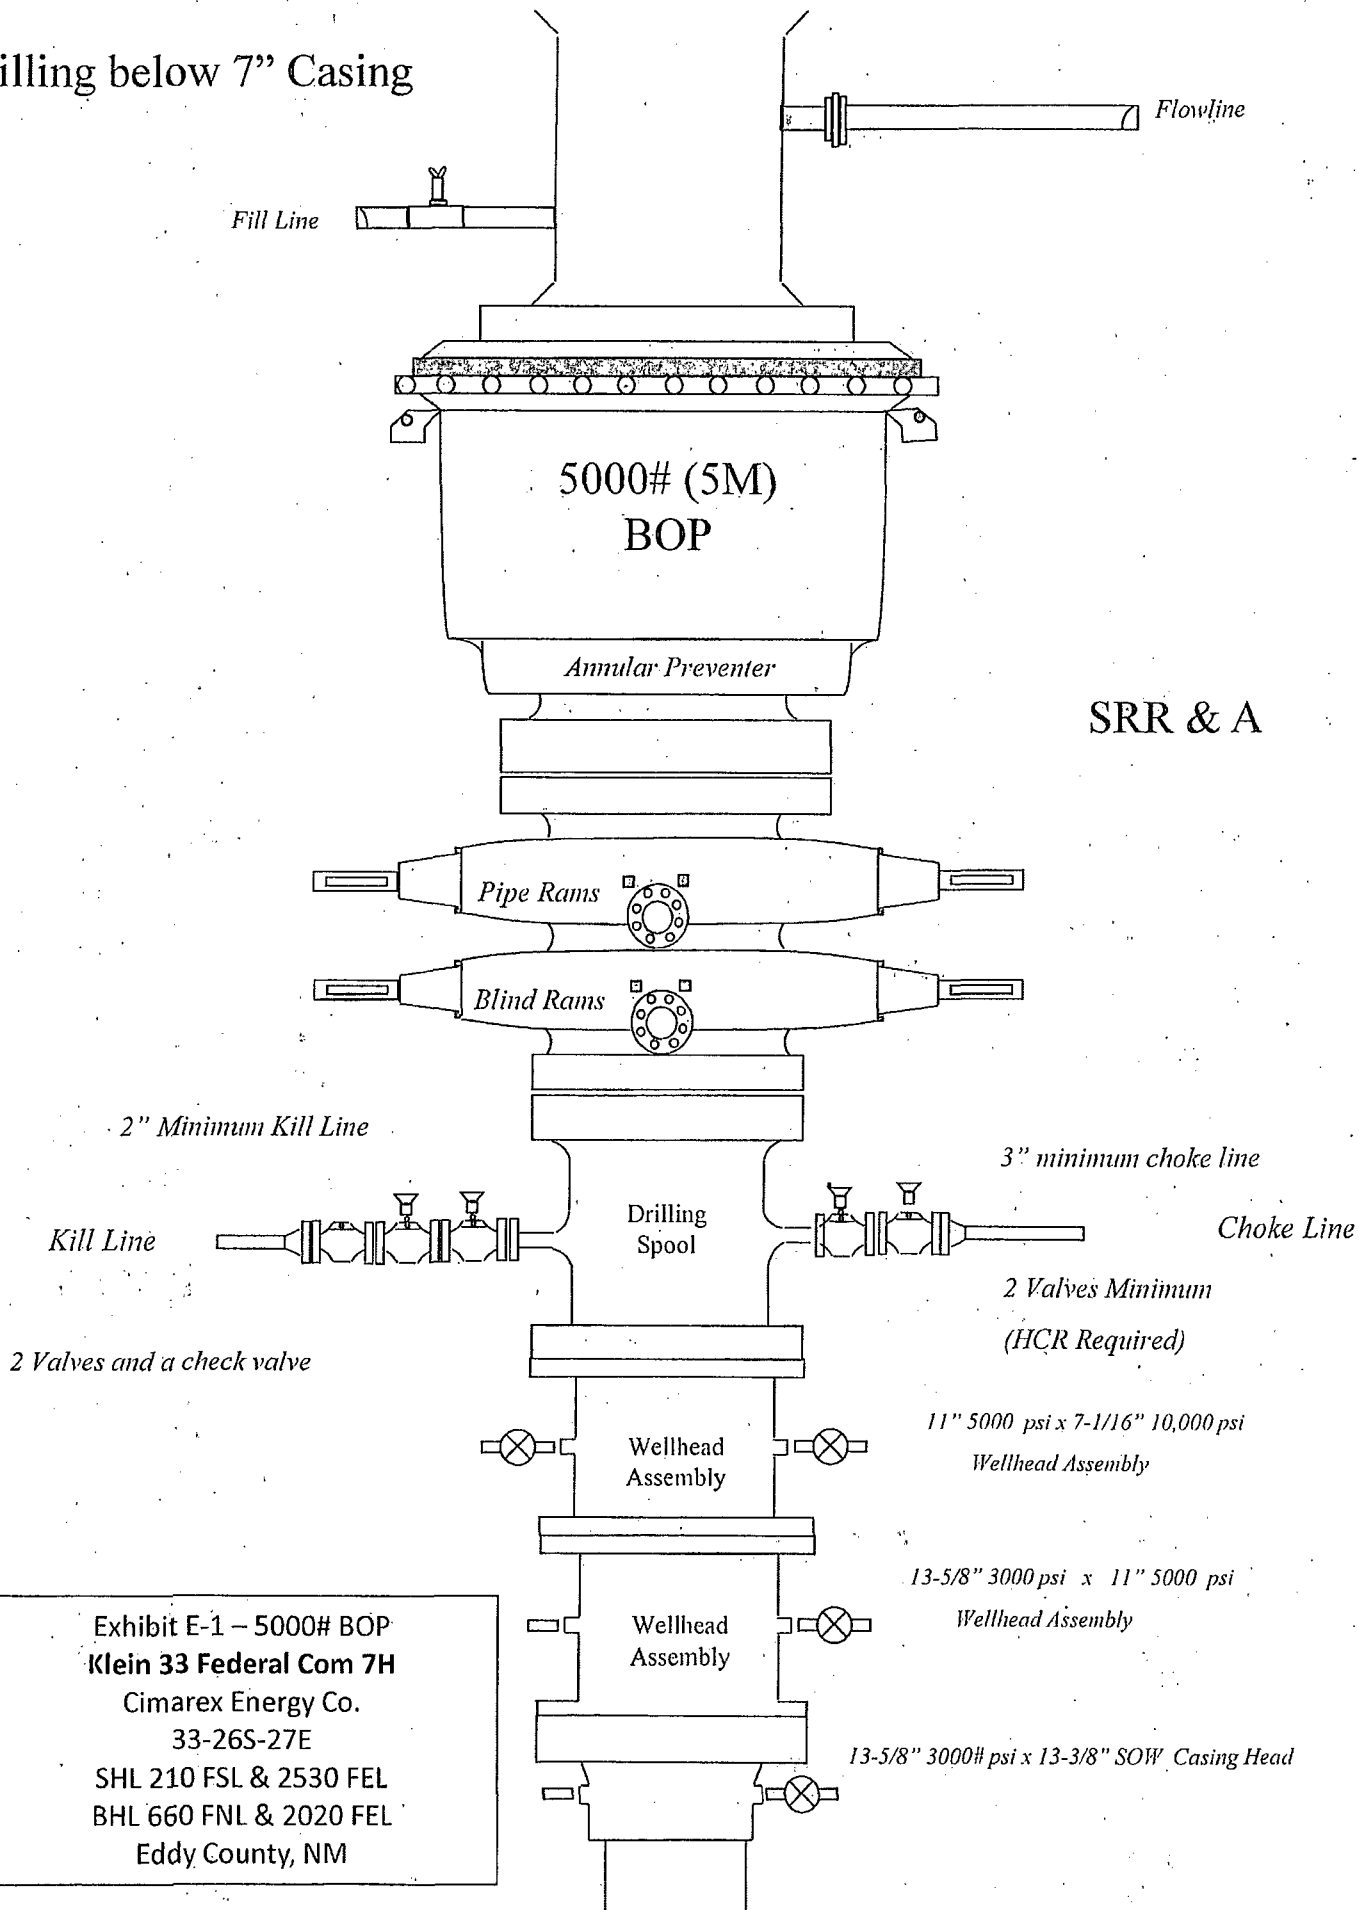 illing below 7” Casing
Flowline
Fill Line
5000# (5M)
BOP
Annular Preventer
SRR & A
Pipe Rams
Blind Rams
2” Minimum Kill Line
3” minimum choke line
Drilling
Spool
Kill Line
Choke Line
2 Valves Minimum
(HCR Required)
2 Valves and a check valve
11” 5000 psi x 7-1/16” 10,000 psi
Wellhead Assembly
Wellhead
Assembly
13-5/8” 3000 psi x 11” 5000 psi
Wellhead Assembly
Wellhead
Assembly
13-5/8” 3000# psi x 13-3/8” SOW Casing Head
Exhibit E-1 – 5000# BOP
Klein 33 Federal Com 7H
Cimarex Energy Co.
33-26S-27E
SHL 210 FSL & 2530 FEL
BHL 660 FNL & 2020 FEL
Eddy County, NM